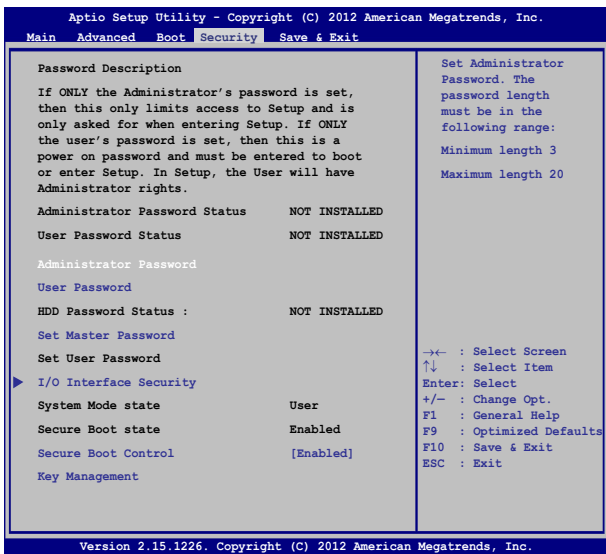 Aptio Setup Utility - Copyright (C) 2012 American Megatrends, Inc.
Main Advanced Boot Security Save & Exit
Password Description
If ONLY the Administrator's password is set,
then this only limits access to Setup and is
only asked for when entering Setup. If ONLY
the user's password is set, then this is a
power on password and must be entered to boot
or enter Setup. In Setup, the User will have
Administrator rights.
Administrator Password Status NOT INSTALLED
User Password Status NOT INSTALLED
Administrator Password
User Password
HDD Password Status : NOT INSTALLED
Set Master Password
Set User Password
I/O Interface Security
System Mode state User
Secure Boot state Enabled
Secure Boot Control [Enabled]
Key Management
Set Administrator
Password. The
password length
must be in the
following range:
Minimum length 3
Maximum length 20
→← : Select Screen
↑↓ : Select Item
Enter: Select
+/— : Change Opt.
F1 : General Help
F9 : Optimized Defaults
F10 : Save & Exit
ESC : Exit
Version 2.15.1226. Copyright (C) 2012 American Megatrends, Inc.